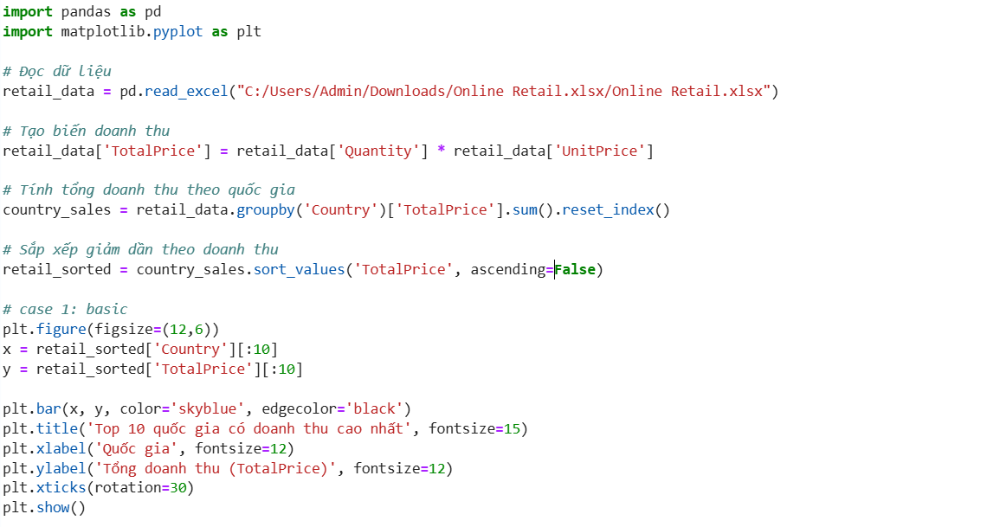 import pandas as pd
import matplotlib.pyplot as plt
# Đọc dữ liệu
retail_data = pd.read_excel("C:/Users/Admin/Downloads/Online Retail.xlsx/Online Retail.xlsx")
# Tạo biến doanh thu
retail_data['TotalPrice'] = retail_data['Quantity'] * retail_data['UnitPrice']
# Tính tổng doanh thu theo quốc gia
country_sales = retail_data.groupby('Country')['TotalPrice'].sum().reset_index()
# Sắp xếp giảm dần theo doanh thu
retail_sorted = country_sales.sort_values('TotalPrice', ascending=False)
# case 1: basic
plt.figure(figsize=(12,6))
x = retail_sorted['Country'][:10]
y = retail_sorted['TotalPrice'][:10]
plt.bar(x, y, color='skyblue', edgecolor='black')
plt.title('Top 10 quốc gia có doanh thu cao nhất', fontsize=15)
plt.xlabel('Quốc gia', fontsize=12)
plt.ylabel('Tổng doanh thu (TotalPrice)', fontsize=12)
plt.xticks(rotation=30)
plt.show()